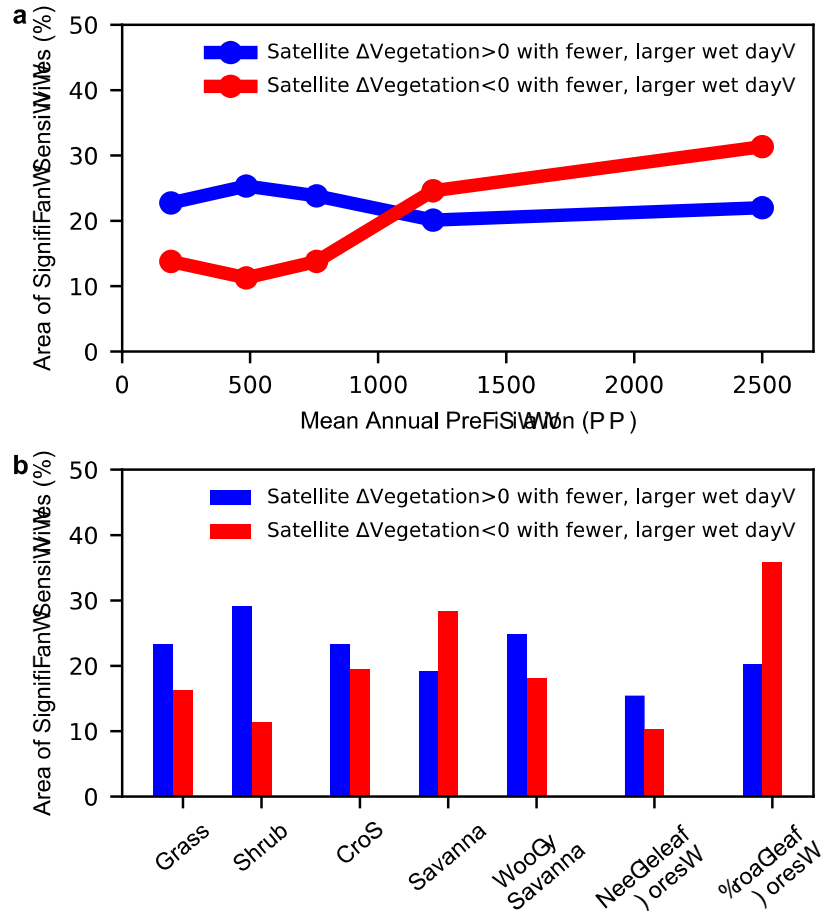 a
50
40
30
20
10
0
Area of SignifiFanW SensiWiviWies (%)
Satellite ΔVegetation>0 with fewer, larger wet dayV
Satellite ΔVegetation<0 with fewer, larger wet dayV
0 500 1000 1500 2000 2500
Mean Annual PreFiSiWaWion (PP)
b
50
40
30
20
10
0
Area of SignifiFanW SensiWiviWies (%)
Satellite ΔVegetation>0 with fewer, larger wet dayV
Satellite ΔVegetation<0 with fewer, larger wet dayV
Grass
Shrub
CroS
Savanna
WooGy
Savanna
NeeGleleaf
)oresW
%roaGleaf
)oresW